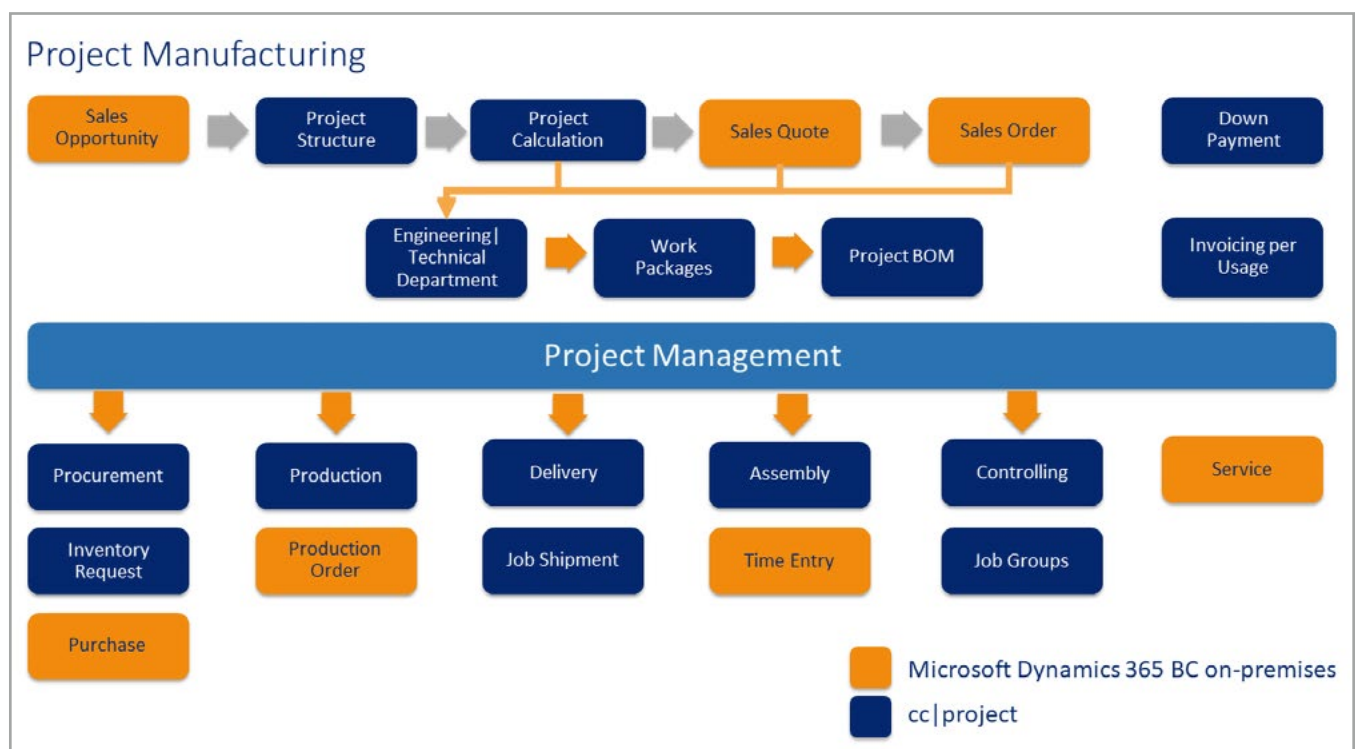 Project Manufacturing
Sales
Opportunity
Project
Structure
Project
Calculation
Sales Quote
Sales Order
Down
Payment
Engineering|
Technical
Department
Work
Packages
Project BOM
Invoicing per
Usage
Project Management
Procurement
Production
Delivery
Assembly
Controlling
Service
Inventory
Request
Production
Order
Job Shipment
Time Entry
Job Groups
Purchase
Microsoft Dynamics 365 BC on-premises
cc|project